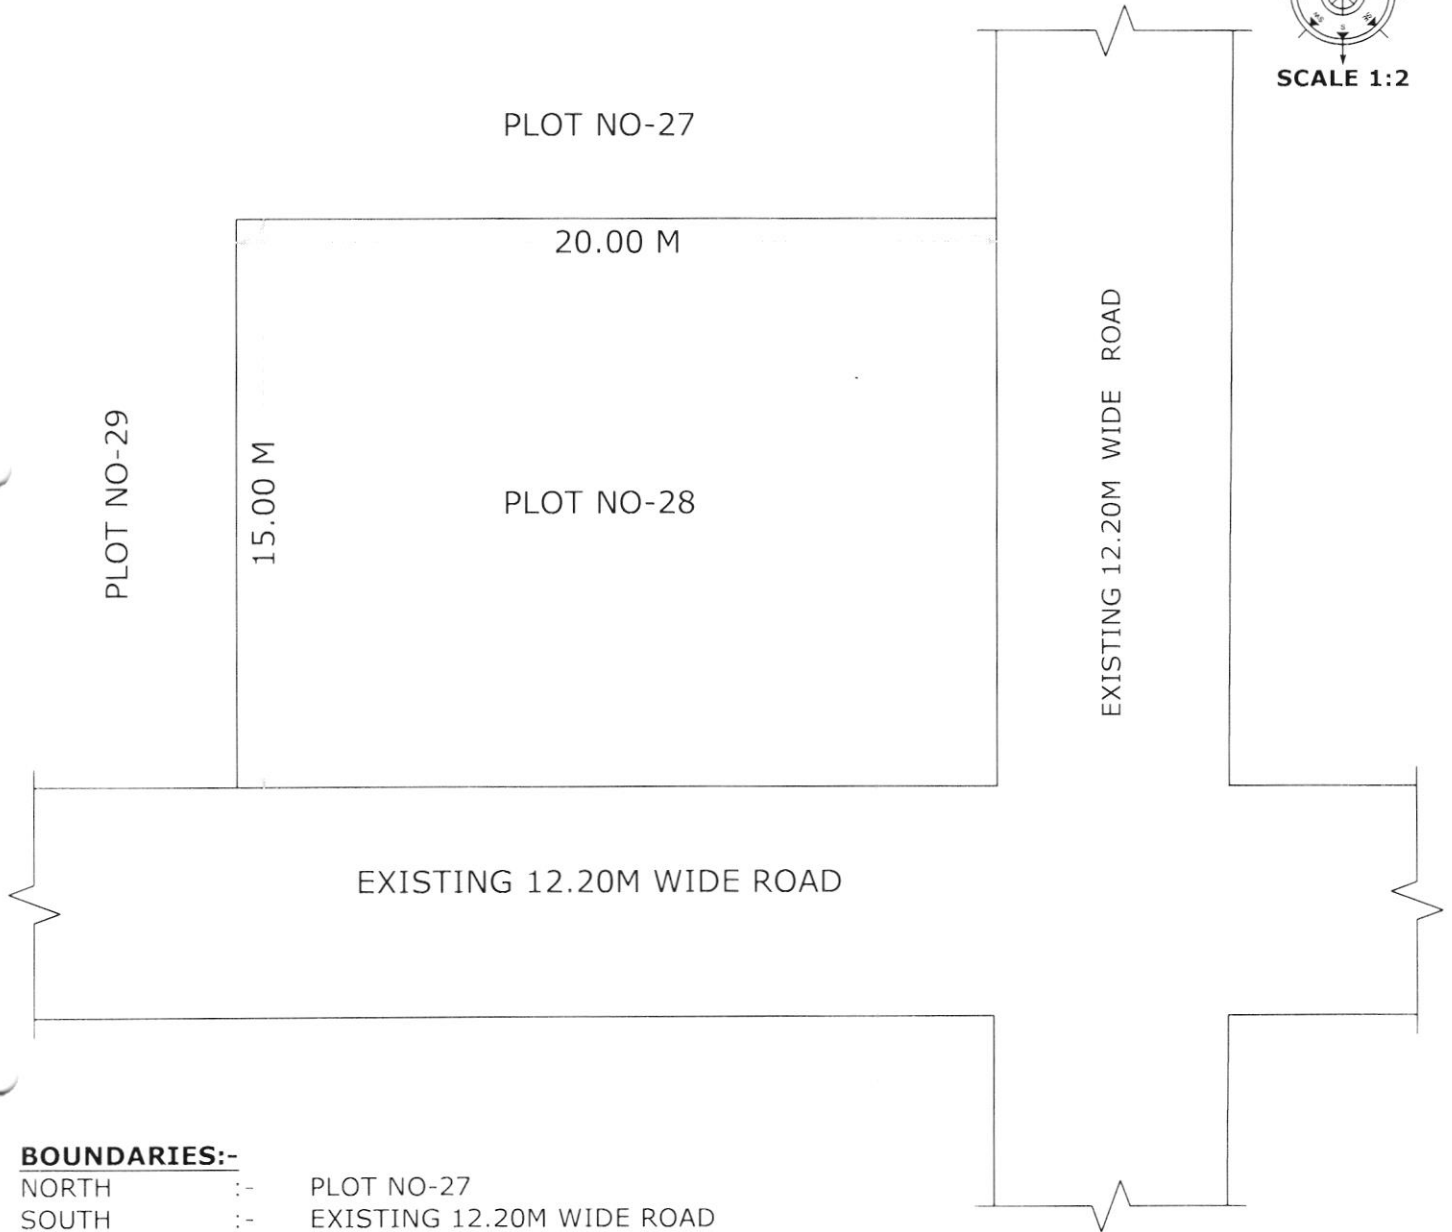 SW
S
SCALE 1:2
PLOT NO-27
20.00 M
EXISTING 12.20M WIDE ROAD
PLOT NO-29
15.00 M
PLOT NO-28
EXISTING 12.20M WIDE ROAD
BOUNDARIES:-
NORTH :- PLOT NO-27
SOUTH :- EXISTING 12.20M WIDE ROAD